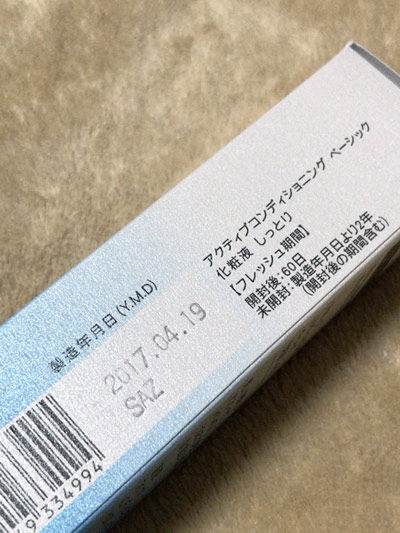 アクティブコンディショニング ベーシック
化粧液 しっとり
【フレッシュ期間】
開封後:60日
未開封:製造年月日より2年
(開封後の期間含む)
製造年月日(Y.M.D)
2017.04.19
SAZ
9 334994